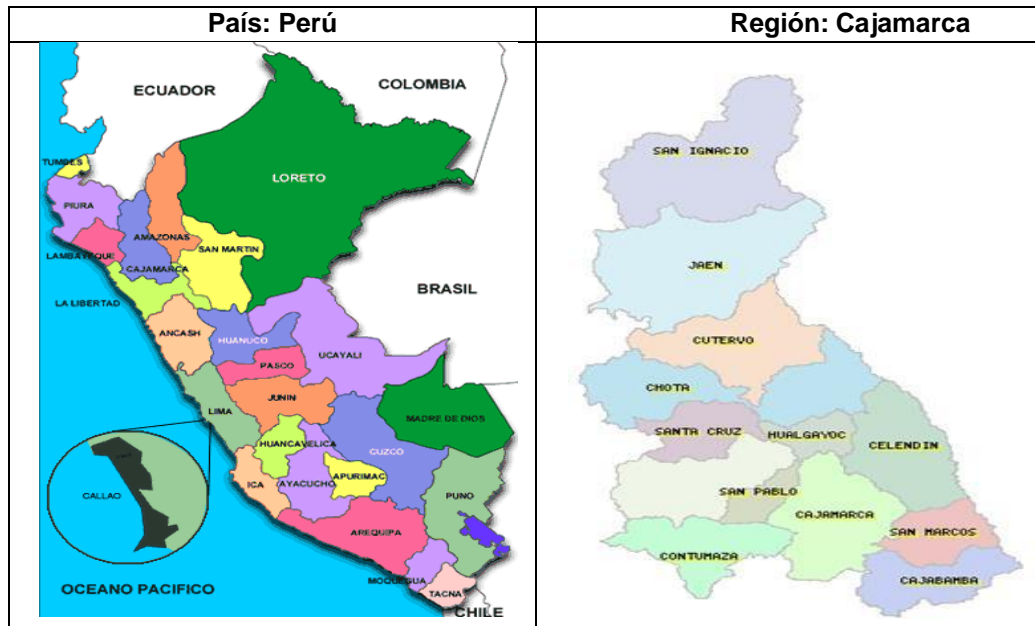 País: Perú
Región: Cajamarca
ECUADOR
COLOMBIA
TUMBES
LORETO
PIURA
AMAZONAS
SAN MARTIN
LAMBAYEQUE
CAJAMARCA
BRASIL
LA LIBERTAD
ANCASH
HUANUCO
UCAYALI
PASCO
LIMA
JUNIN
MADRE DE DIOS
HUANCAVELICA
CUZCO
ICA
AYACUCHO
APURIMAC
PUNO
CALLAO
AREQUIPA
MOQUEGUA
OCEANO PACIFICO
TACNA
CHILE
SAN IGNACIO
JAEN
CUTERVO
CHOTA
SANTA CRUZ
HUALGAYOC
CELENDIN
SAN PABLO
CAJAMARCA
SAN MARCOS
CONTUMAZA
CAJABAMBA